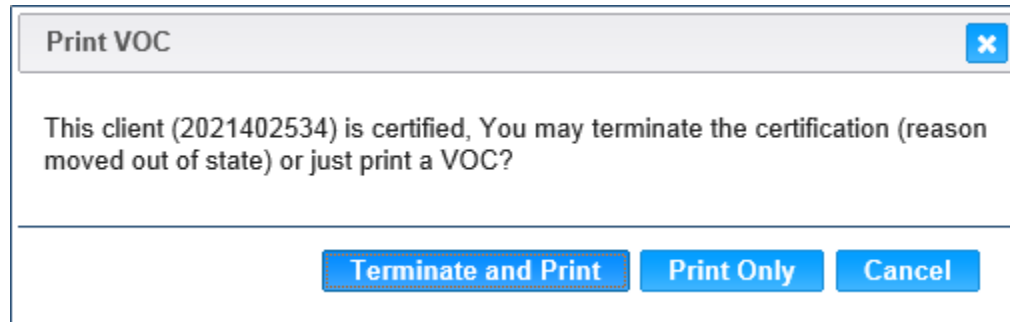 Print VOC
This client (2021402534) is certified, You may terminate the certification (reason
moved out of state) or just print a VOC?
Terminate and Print Print Only Cancel